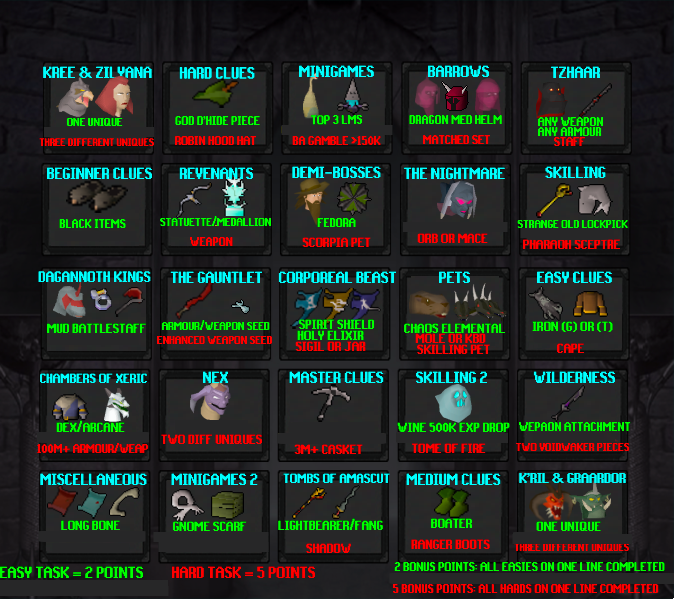 KREE & ZILYANA
ONE UNIQUE
THREE DIFFERENT UNIQUES
HARD CLUES
GOD D'HIDE PIECE
ROBIN HOOD HAT
MINIGAMES
TOP 3 LMS
BA GAMBLE >150K
BARROWS
DRAGON MED HELM
MATCHED SET
TZHAAR
ANY WEAPON
ANY ARMOUR
STAFF
BEGINNER CLUES
BLACK ITEMS
REVENANTS
STATUETTE/MEDALLION
WEAPON
DEMI-BOSSES
FEDORA
SCORPIA PET
THE NIGHTMARE
ORB OR MACE
SKILLING
STRANGE OLD LOCKPICK
PHARAOH SCEPTRE
DAGANNOTH KINGS
MUD BATTLESTAFF
THE GAUNTLET
ARMOUR/WEAPON SEED
ENHANCED WEAPON SEED
CORPOREAL BEAST
SPIRIT SHIELD
HOLY ELIXIR
SIGIL OR JAR
PETS
CHAOS ELEMENTAL
MOLE OR KBD
SKILLING PET
EASY CLUES
IRON (G) OR (T)
CAPE
CHAMBERS OF XERIC
DEX/ARCANE
100M+ ARMOUR/WEAP
NEX
TWO DIFF UNIQUES
MASTER CLUES
3M+ CASKET
SKILLING 2
WINE 500K EXP DROP
TOME OF FIRE
WILDERNESS
WEPAON ATTACHMENT
TWO VOIDWAKER PIECES
MISCELLANEOUS
LONG BONE
MINIGAMES 2
GNOME SCARF
TOMBS OF AMASCUT
LIGHTBEARER/FANG
SHADOW
MEDIUM CLUES
BOATER
RANGER BOOTS
K'RIL & GRAARDOR
ONE UNIQUE
THREE DIFFERENT UNIQUES
EASY TASK = 2 POINTS
HARD TASK = 5 POINTS
2 BONUS POINTS: ALL EASIES ON ONE LINE COMPLETED
5 BONUS POINTS: ALL HARDS ON ONE LINE COMPLETED